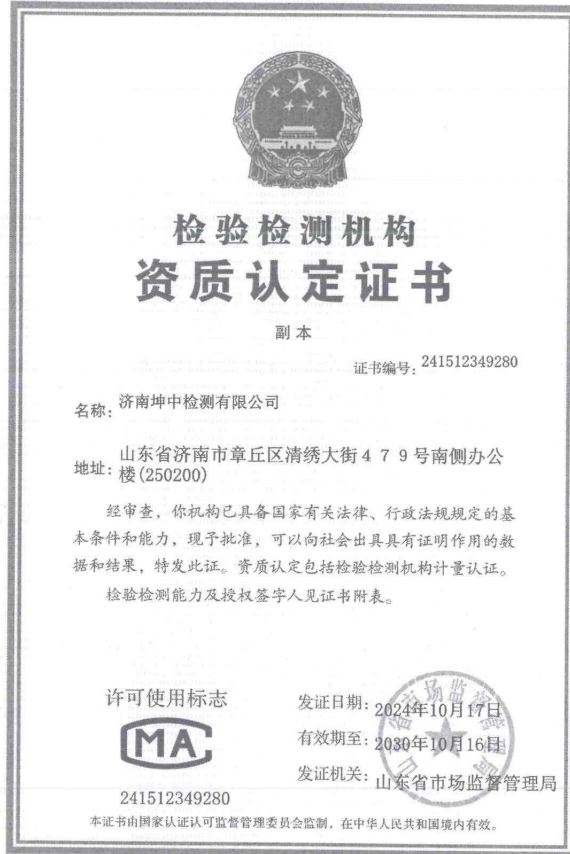 检验检测机构
资质认定证书
副本
证书编号: 241512349280
名称: 济南坤中检测有限公司
地址: 山东省济南市章丘区清绣大街４７９号南侧办公
楼(250200)
经审查，你机构已具备国家有关法律、行政法规规定的基
本条件和能力，现予批准，可以向社会出具具有证明作用的数
据和结果，特发此证。资质认定包括检验检测机构计量认证。
检验检测能力及授权签字人见证书附表。
许可使用标志
MA
241512349280
发证日期: 2024年10月17日
有效期至: 2030年10月16日
发证机关: 山东省市场监督管理局
山东省市场监督管理局
本证书由国家认证认可监督管理委员会监制，在中华人民共和国境内有效。